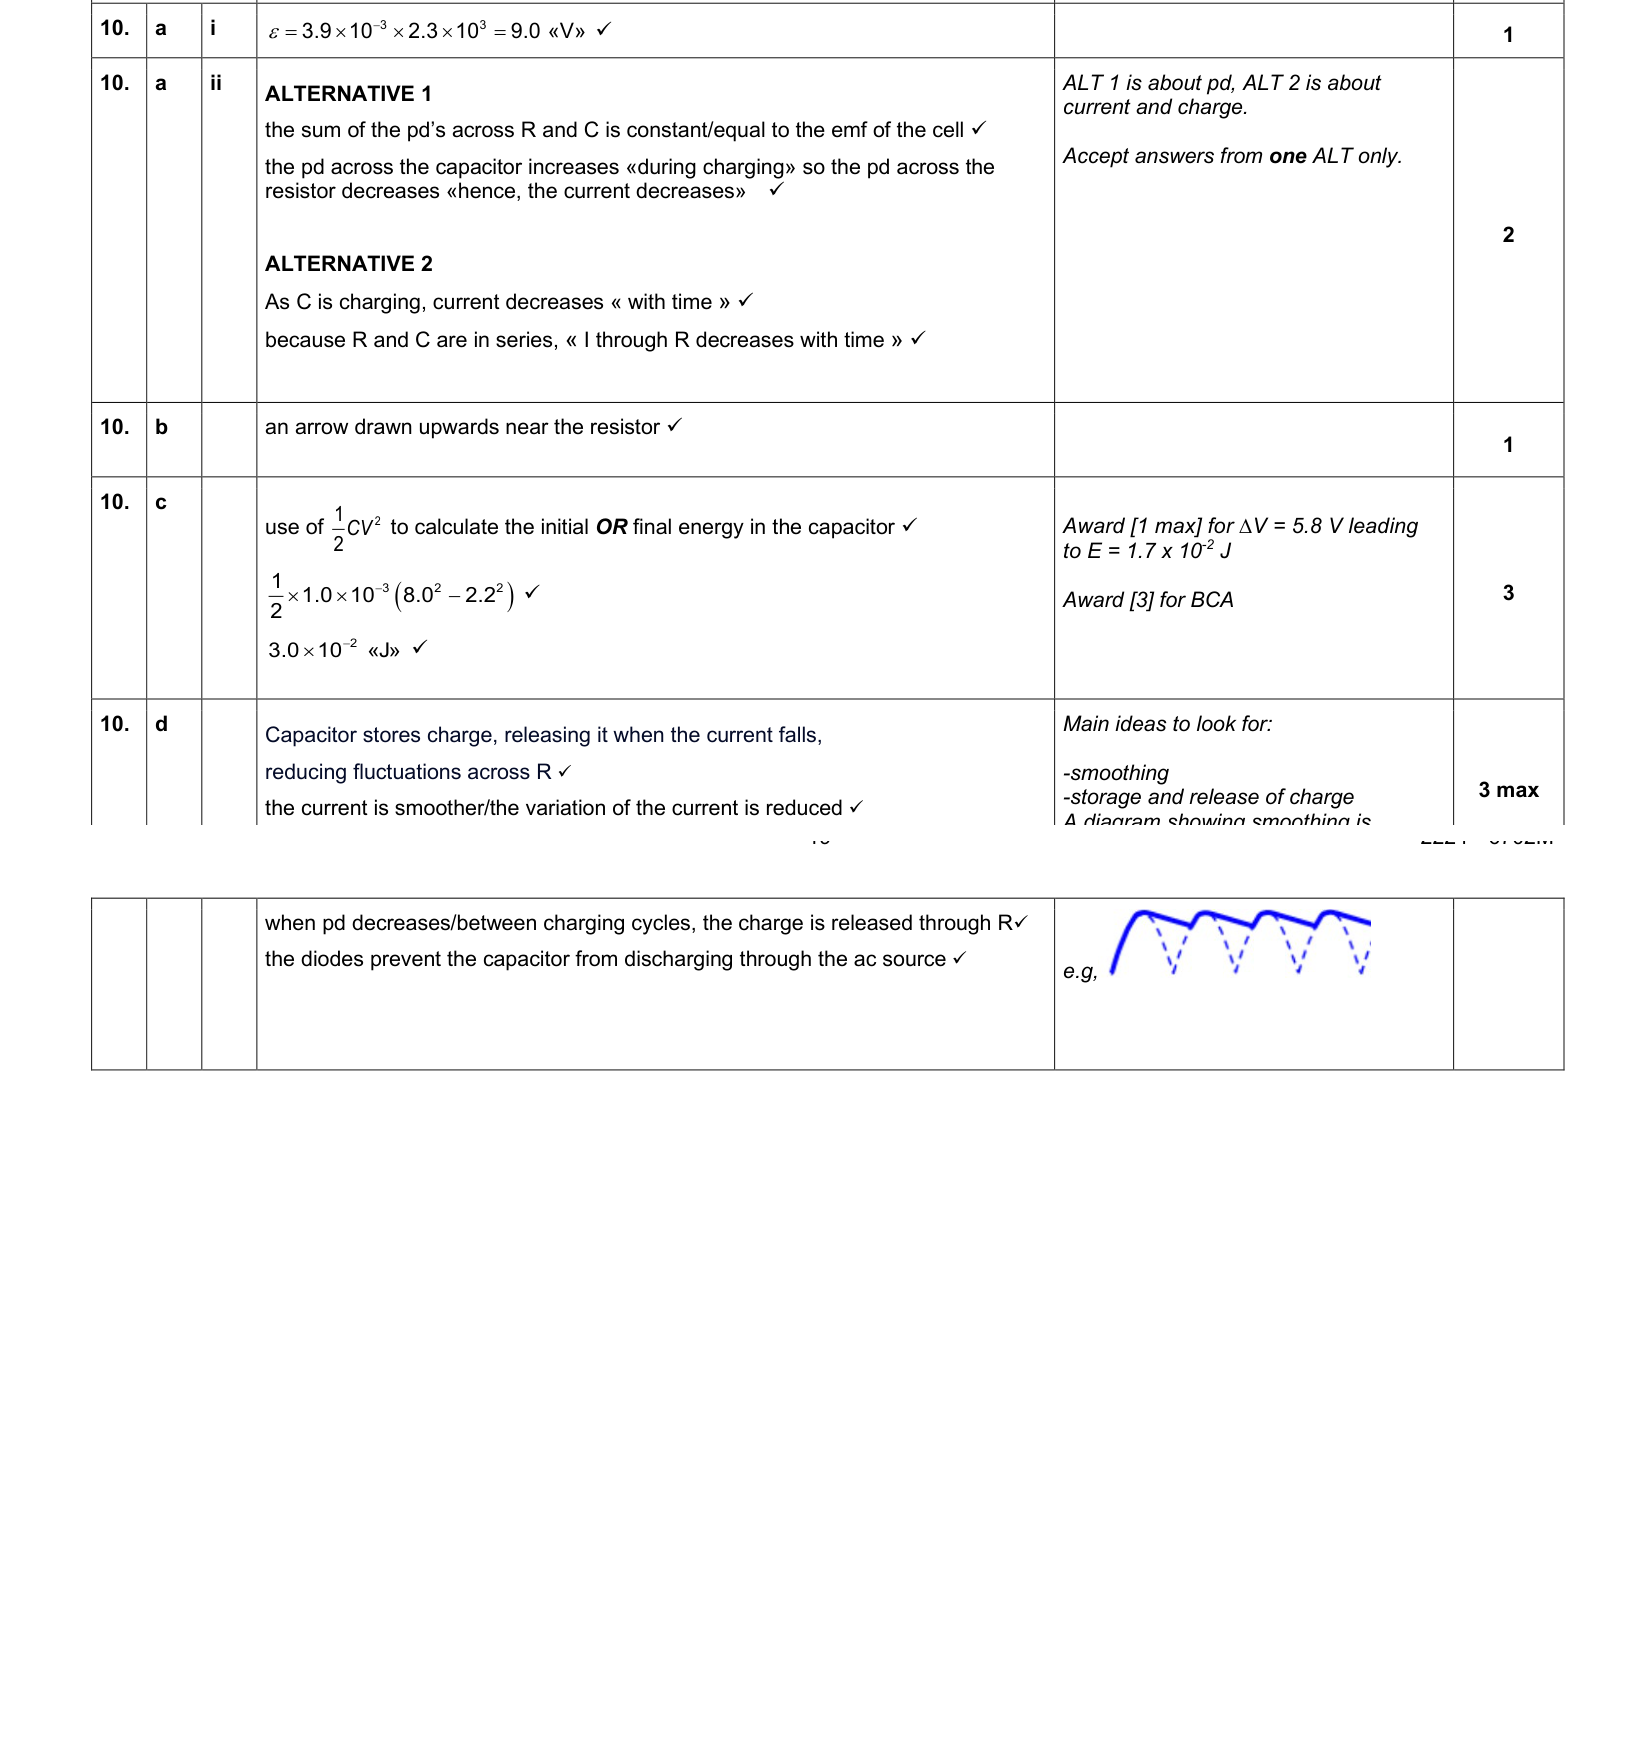 10. a i ε = 3.9 × 10⁻³ × 2.3 × 10³ = 9.0 «V» ✓ 1
10. a ii
ALTERNATIVE 1
the sum of the pd’s across R and C is constant/equal to the emf of the cell ✓
the pd across the capacitor increases «during charging» so the pd across the
resistor decreases «hence, the current decreases» ✓
ALTERNATIVE 2
As C is charging, current decreases « with time » ✓
because R and C are in series, « I through R decreases with time » ✓
ALT 1 is about pd, ALT 2 is about
current and charge.
Accept answers from one ALT only.
2
10. b an arrow drawn upwards near the resistor ✓ 1
10. c
use of 1/2 CV² to calculate the initial OR final energy in the capacitor ✓
1/2 × 1.0 × 10⁻³ (8.0² − 2.2²) ✓
3.0 × 10⁻² «J» ✓
Award [1 max] for ΔV = 5.8 V leading
to E = 1.7 x 10⁻² J
Award [3] for BCA
3
10. d
Capacitor stores charge, releasing it when the current falls,
reducing fluctuations across R ✓
the current is smoother/the variation of the current is reduced ✓
Main ideas to look for:
-smoothing
-storage and release of charge
A diagram showing smoothing is
3 max
when pd decreases/between charging cycles, the charge is released through R✓
the diodes prevent the capacitor from discharging through the ac source ✓
e.g,